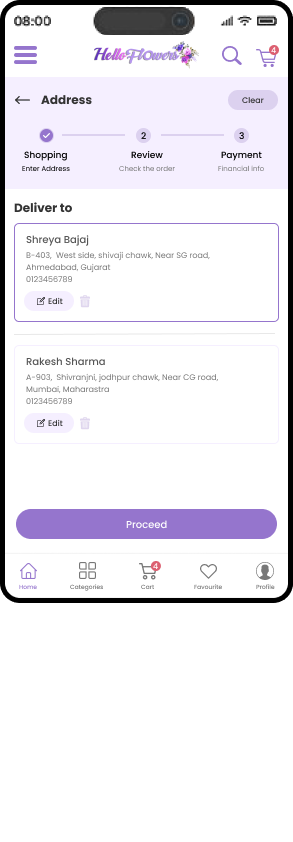 08:00
Hello Flowers
4
Address
Clear
2
3
Shopping
Review
Payment
Enter Address
Check the order
Financial info
Deliver to
Shreya Bajaj
B-403, West side, shivaji chawk, Near SG road,
Ahmedabad, Gujarat
0123456789
Edit
Rakesh Sharma
A-903, Shivranjni, jodhpur chawk, Near CG road,
Mumbai, Maharastra
0123456789
Edit
Proceed
4
Home
Categories
Cart
Favourite
Profile